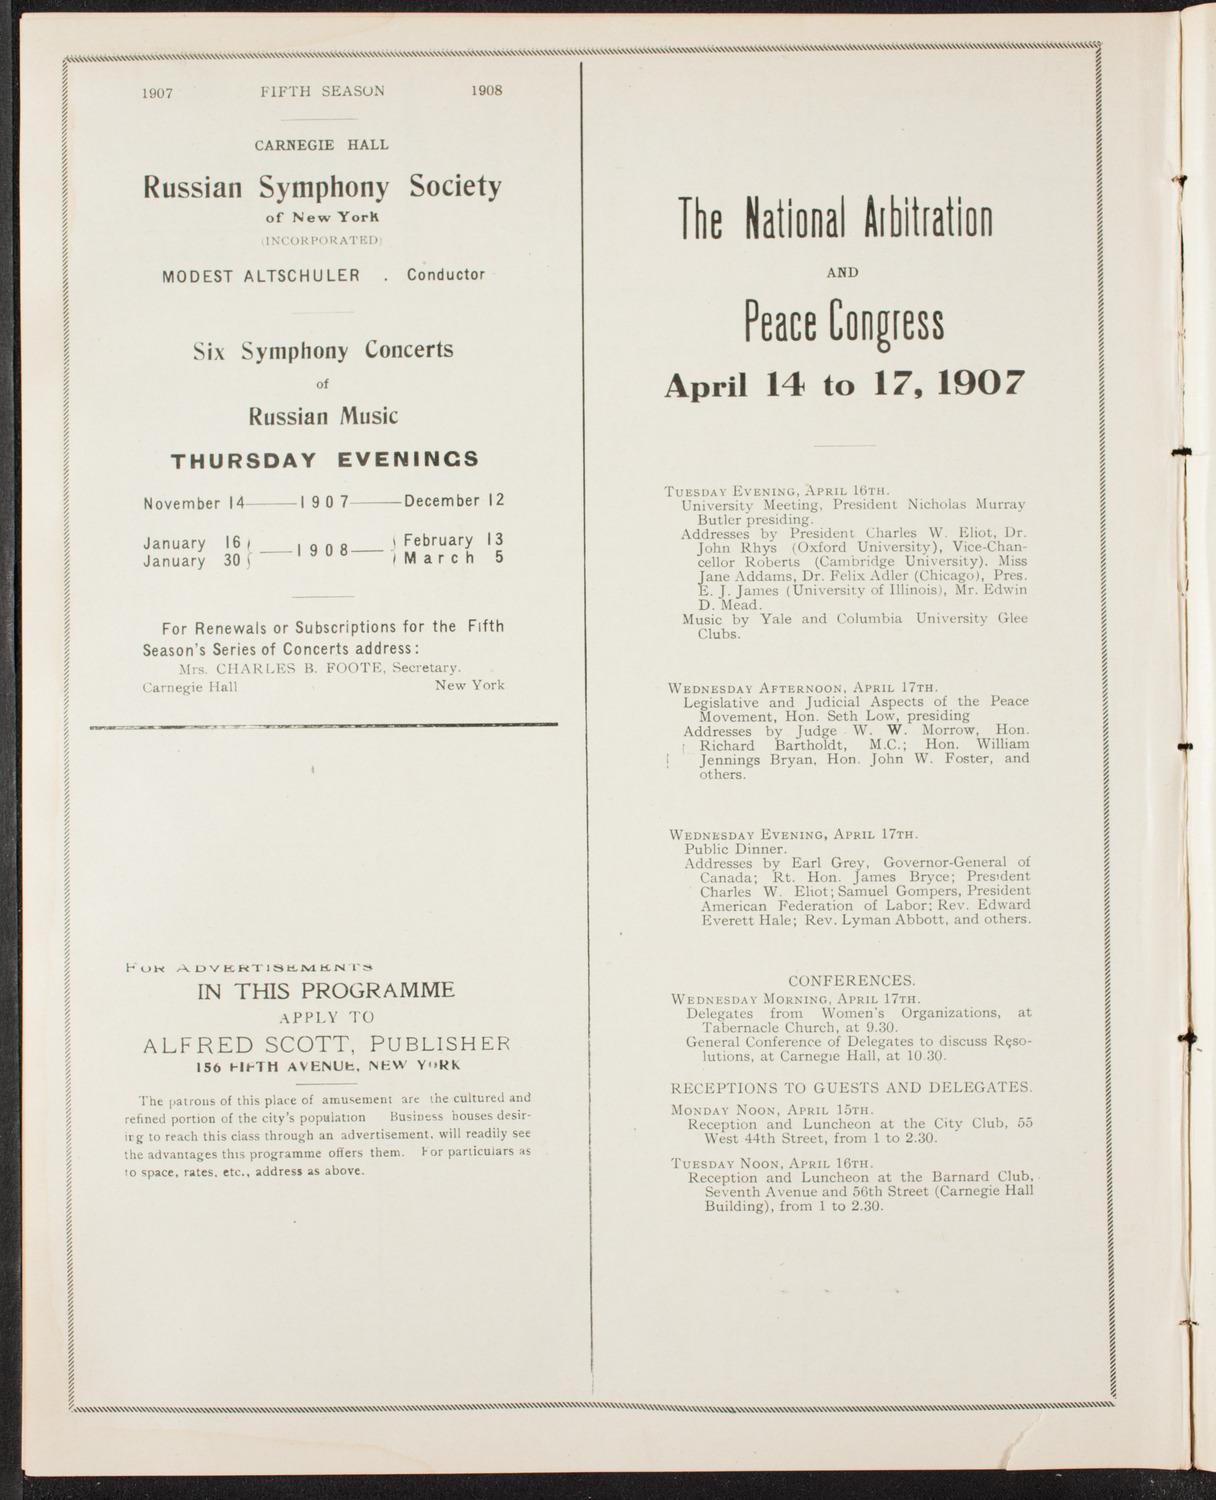 1907 FIFTH SEASON 1908
CARNEGIE HALL
Russian Symphony Society
of New York
(INCORPORATED)
MODEST ALTSCHULER . Conductor
Six Symphony Concerts
of
Russian Music
THURSDAY EVENINGS
November 14——1907——December 12
January 16 } —1908— { February 13
January 30 } { March 5
For Renewals or Subscriptions for the Fifth
Season's Series of Concerts address:
Mrs. CHARLES B. FOOTE, Secretary.
Carnegie Hall New York
FOR ADVERTISEMENTS
IN THIS PROGRAMME
APPLY TO
ALFRED SCOTT, PUBLISHER
156 FIFTH AVENUE, NEW YORK
The patrons of this place of amusement are the cultured and
refined portion of the city's population Business houses desir-
ing to reach this class through an advertisement, will readily see
the advantages this programme offers them. For particulars as
to space, rates, etc., address as above.
The National Arbitration
AND
Peace Congress
April 14 to 17, 1907
TUESDAY EVENING, APRIL 16TH.
University Meeting, President Nicholas Murray
Butler presiding.
Addresses by President Charles W. Eliot, Dr.
John Rhys (Oxford University), Vice-Chan-
cellor Roberts (Cambridge University). Miss
Jane Addams, Dr. Felix Adler (Chicago), Pres.
E. J. James (University of Illinois), Mr. Edwin
D. Mead.
Music by Yale and Columbia University Glee
Clubs.
WEDNESDAY AFTERNOON, APRIL 17TH.
Legislative and Judicial Aspects of the Peace
Movement, Hon. Seth Low, presiding
Addresses by Judge W. W. Morrow, Hon.
Richard Bartholdt, M.C.; Hon. William
Jennings Bryan, Hon. John W. Foster, and
others.
WEDNESDAY EVENING, APRIL 17TH.
Public Dinner.
Addresses by Earl Grey, Governor-General of
Canada; Rt. Hon. James Bryce; President
Charles W. Eliot; Samuel Gompers, President
American Federation of Labor; Rev. Edward
Everett Hale; Rev. Lyman Abbott, and others.
CONFERENCES.
WEDNESDAY MORNING, APRIL 17TH.
Delegates from Women's Organizations, at
Tabernacle Church, at 9.30.
General Conference of Delegates to discuss Reso-
lutions, at Carnegie Hall, at 10.30.
RECEPTIONS TO GUESTS AND DELEGATES.
MONDAY NOON, APRIL 15TH.
Reception and Luncheon at the City Club, 55
West 44th Street, from 1 to 2.30.
TUESDAY NOON, APRIL 16TH.
Reception and Luncheon at the Barnard Club,
Seventh Avenue and 56th Street (Carnegie Hall
Building), from 1 to 2.30.